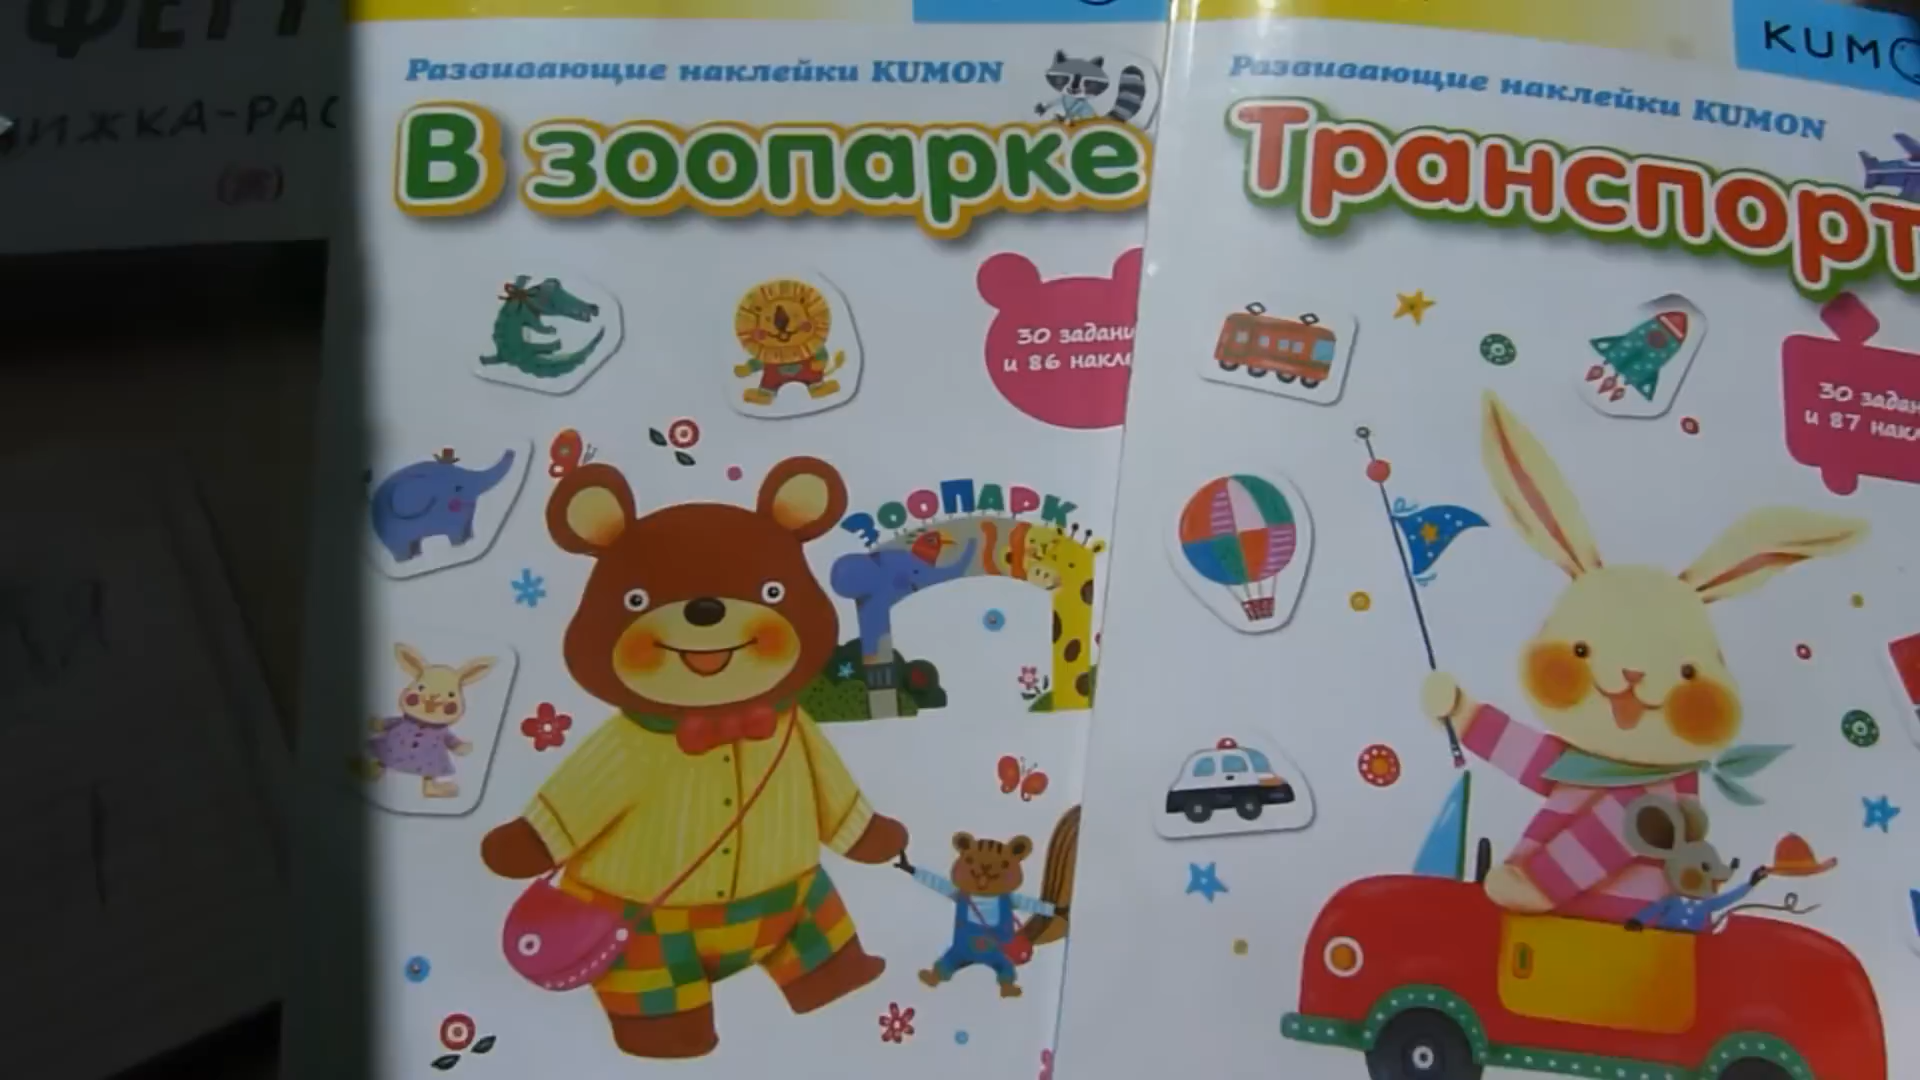 КUM
Развивающие наклейки KUMON
В зоопарке
30 задани
и 86 накле
ЗООПАРК
Развивающие наклейки KUMON
Транспорт
30 задан
и 87 накл
ИЖКА-РАС